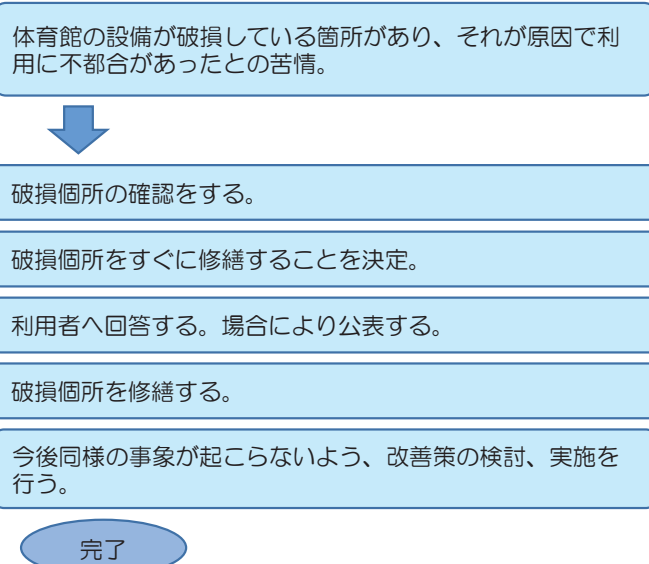 体育館の設備が破損している箇所があり、それが原因で利
用に不都合があったとの苦情。
破損個所の確認をする。
破損個所をすぐに修繕することを決定。
利用者へ回答する。場合により公表する。
破損個所を修繕する。
今後同様の事象が起こらないよう、改善策の検討、実施を
行う。
完了